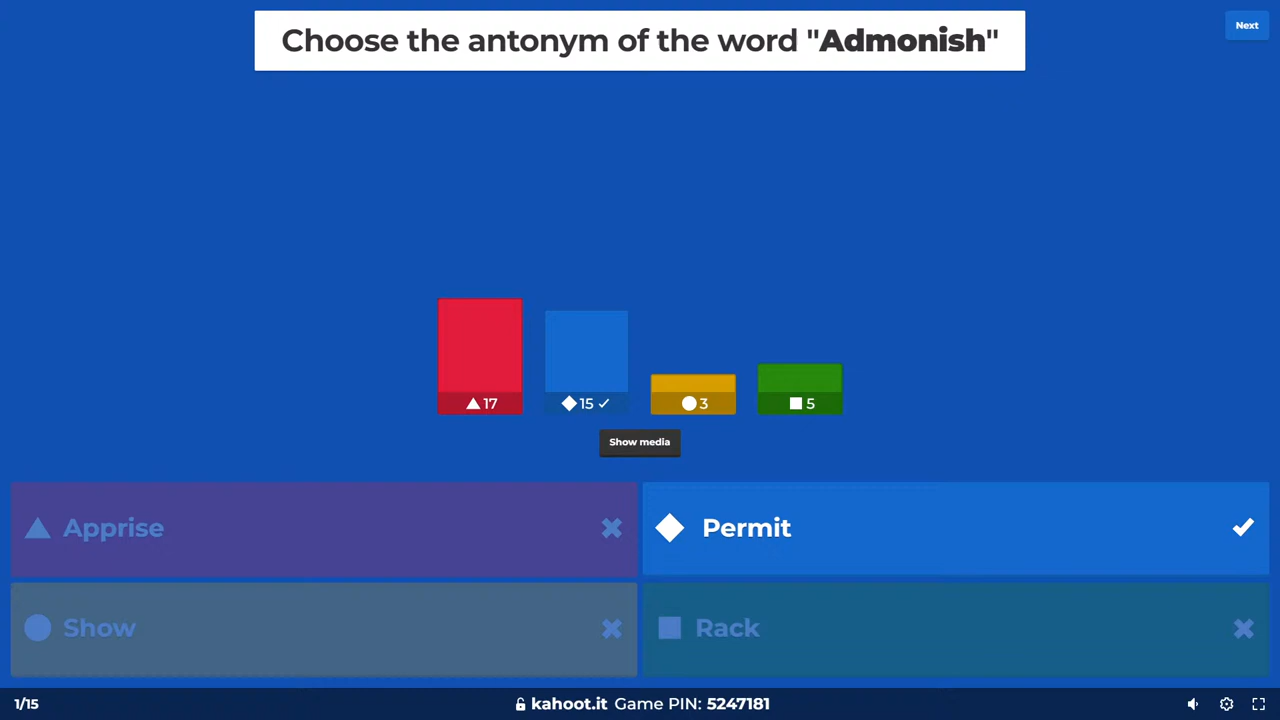 Choose the antonym of the word "Admonish"
Next
17
15
3
5
Show media
Apprise
Permit
Show
Rack
1/15
kahoot.it Game PIN: 5247181